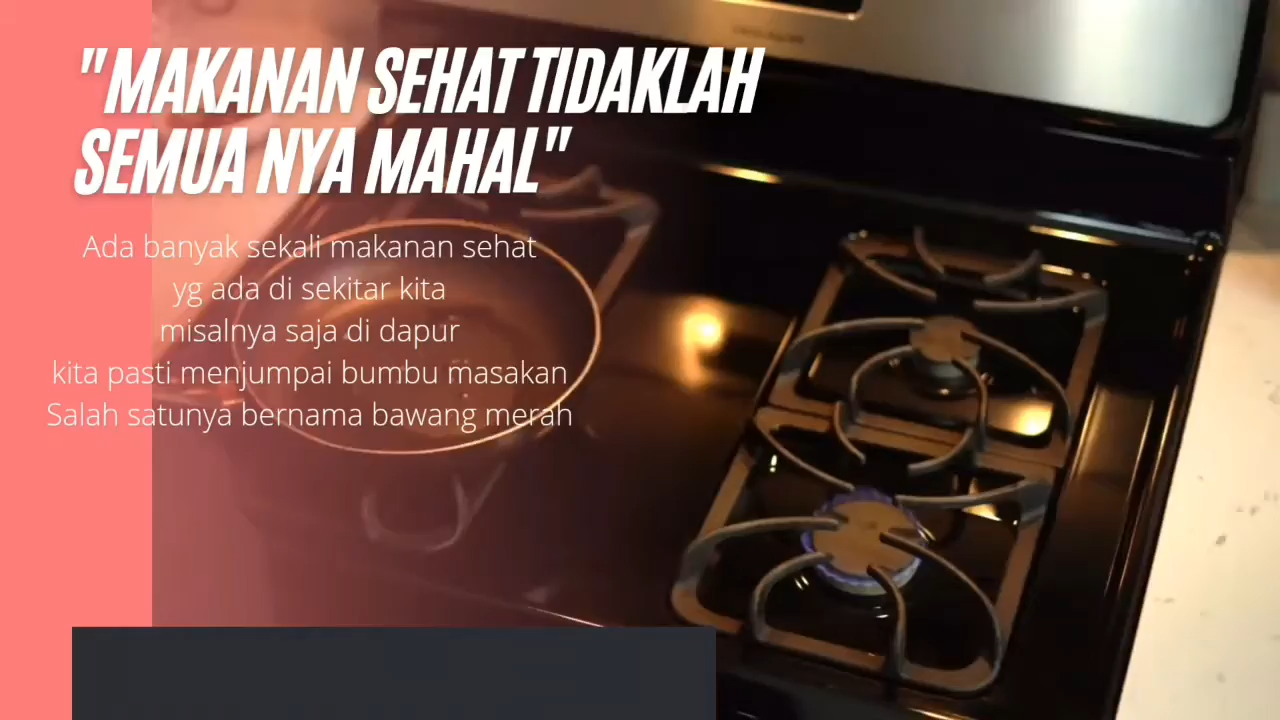 "MAKANAN SEHAT TIDAKLAH
SEMUA NYA MAHAL"
Ada banyak sekali makanan sehat
yg ada di sekitar kita
misalnya saja di dapur
kita pasti menjumpai bumbu masakan
Salah satunya bernama bawang merah